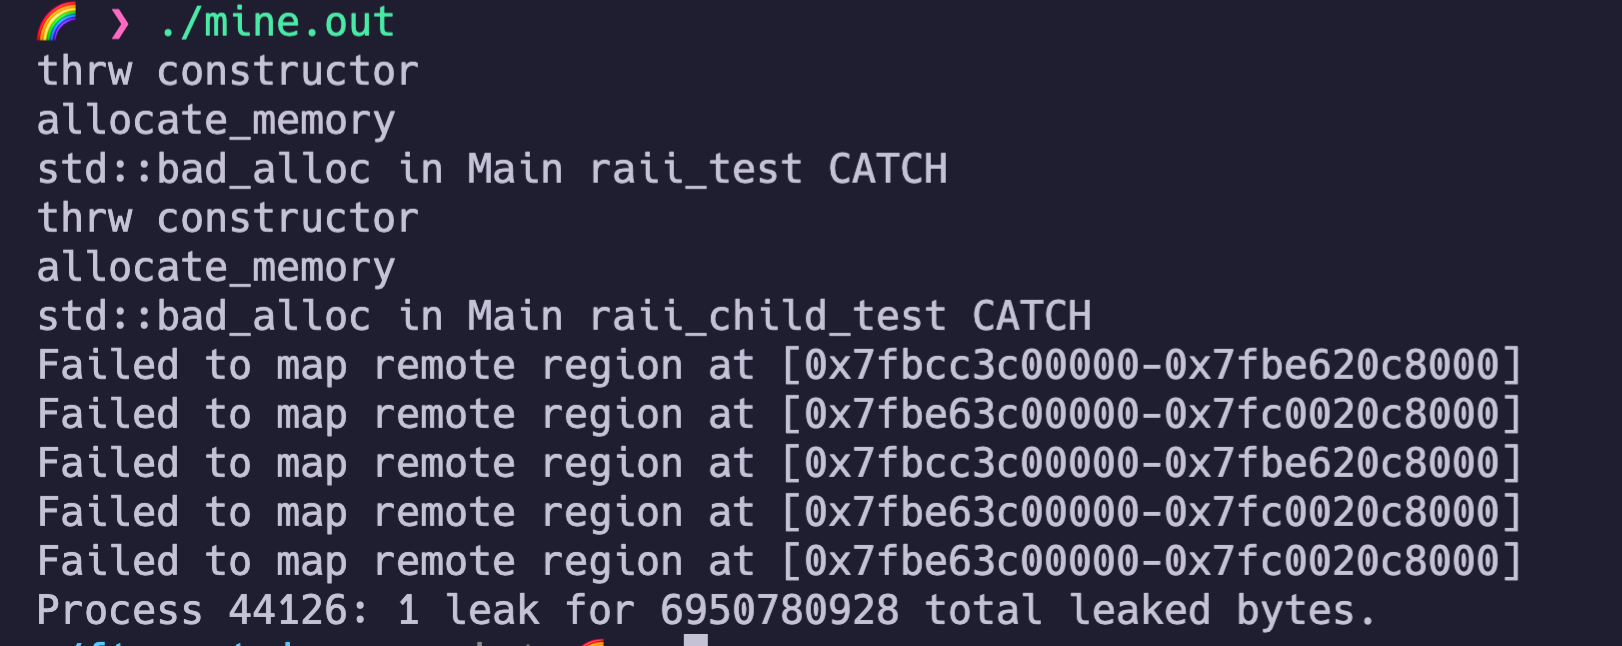 ❯ ./mine.out
thrw constructor
allocate_memory
std::bad_alloc in Main raii_test CATCH
thrw constructor
allocate_memory
std::bad_alloc in Main raii_child_test CATCH
Failed to map remote region at [0x7fbcc3c00000-0x7fbe620c8000]
Failed to map remote region at [0x7fbe63c00000-0x7fc0020c8000]
Failed to map remote region at [0x7fbcc3c00000-0x7fbe620c8000]
Failed to map remote region at [0x7fbe63c00000-0x7fc0020c8000]
Failed to map remote region at [0x7fbe63c00000-0x7fc0020c8000]
Process 44126: 1 leak for 6950780928 total leaked bytes.